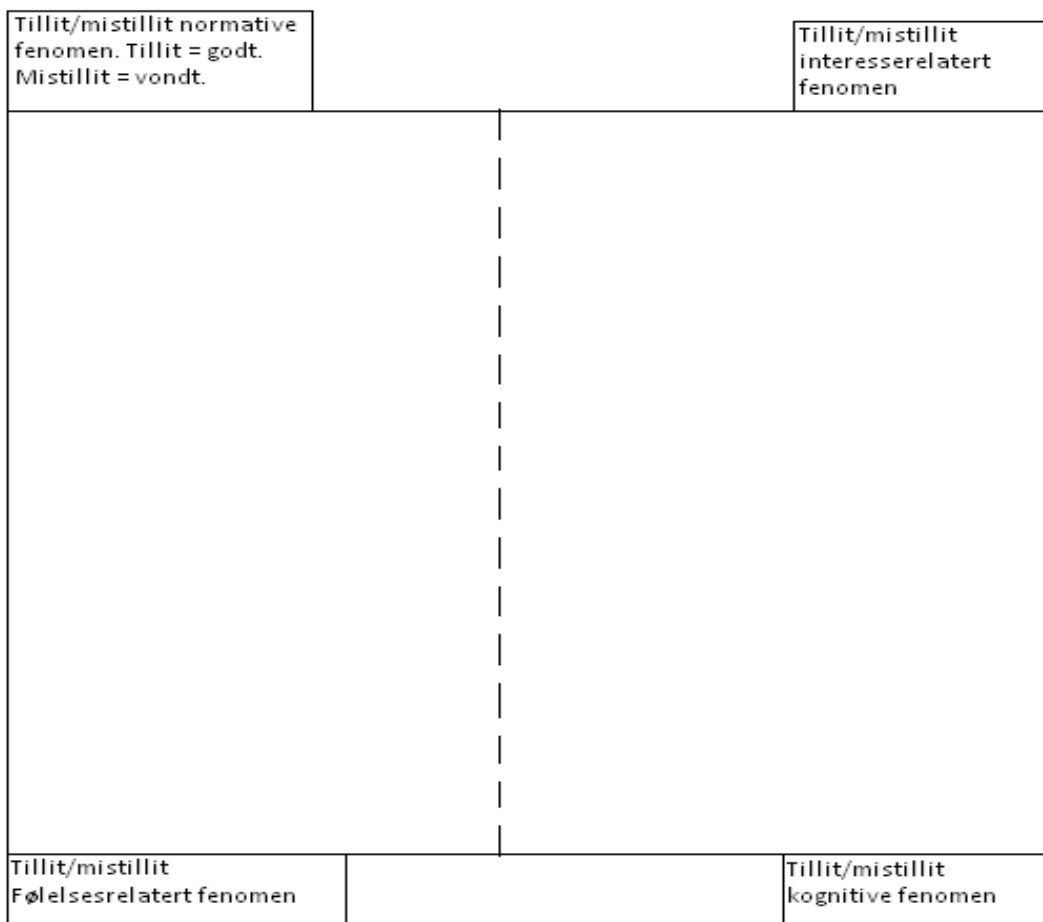 Tillit/mistillit normative
fenomen. Tillit = godt.
Mistillit = vondt.
Tillit/mistillit
interesserelatert
fenomen
Tillit/mistillit
Følelsesrelatert fenomen
Tillit/mistillit
kognitive fenomen